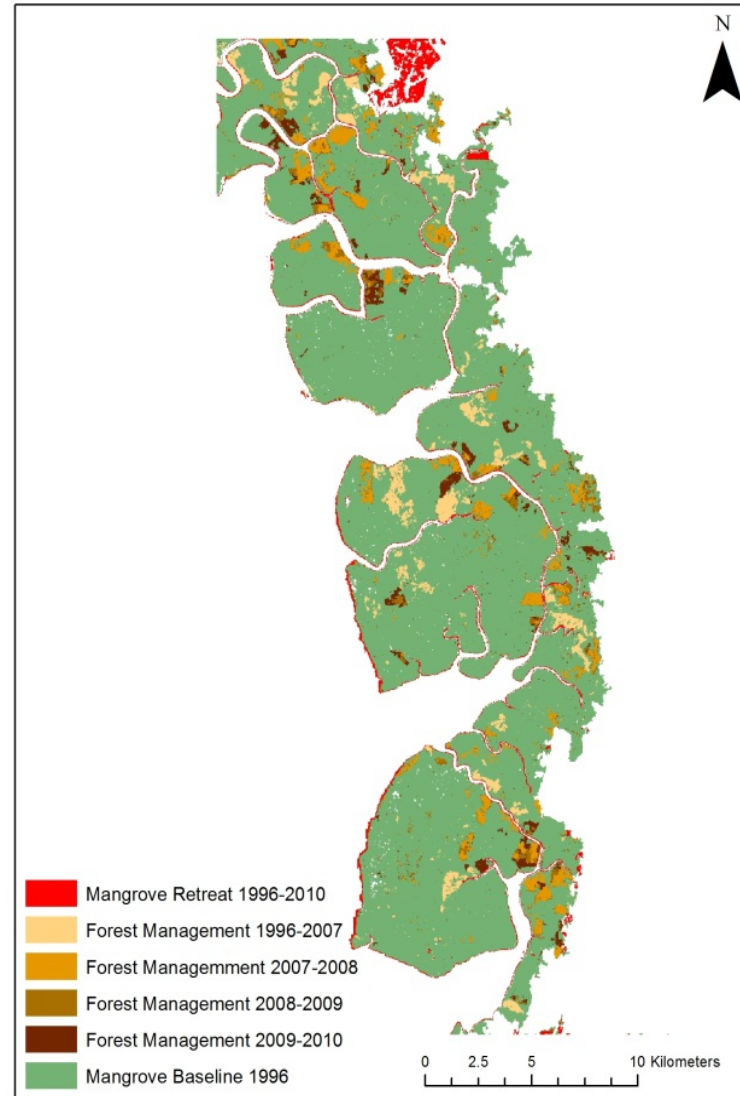 N
Mangrove Retreat 1996-2010
Forest Management 1996-2007
Forest Managemment 2007-2008
Forest Management 2008-2009
Forest Management 2009-2010
Mangrove Baseline 1996
0 2.5 5 10 Kilometers